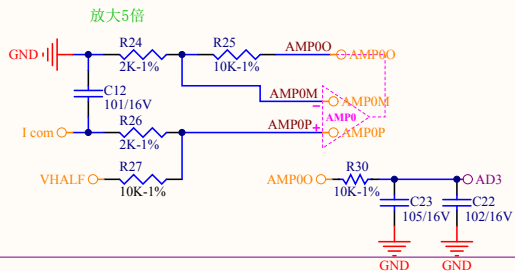 放大5倍
R24
R25
AMP0O
AMP0O
GND
2K-1%
10K-1%
C12
101/16V
AMP0M
AMP0M
AMP0
I com
R26
AMP0P
AMP0P
2K-1%
R27
VHALF
10K-1%
AMP0O
R30
AD3
10K-1%
C23
105/16V
C22
102/16V
GND
GND